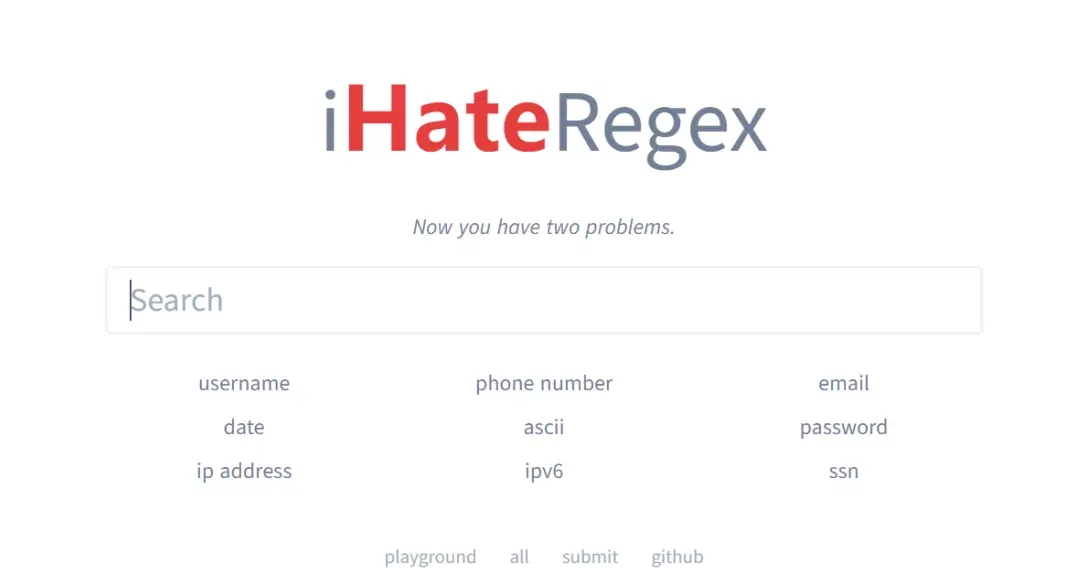 iHateRegex
Now you have two problems.
Search
username phone number email
date ascii password
ip address ipv6 ssn
playground all submit github